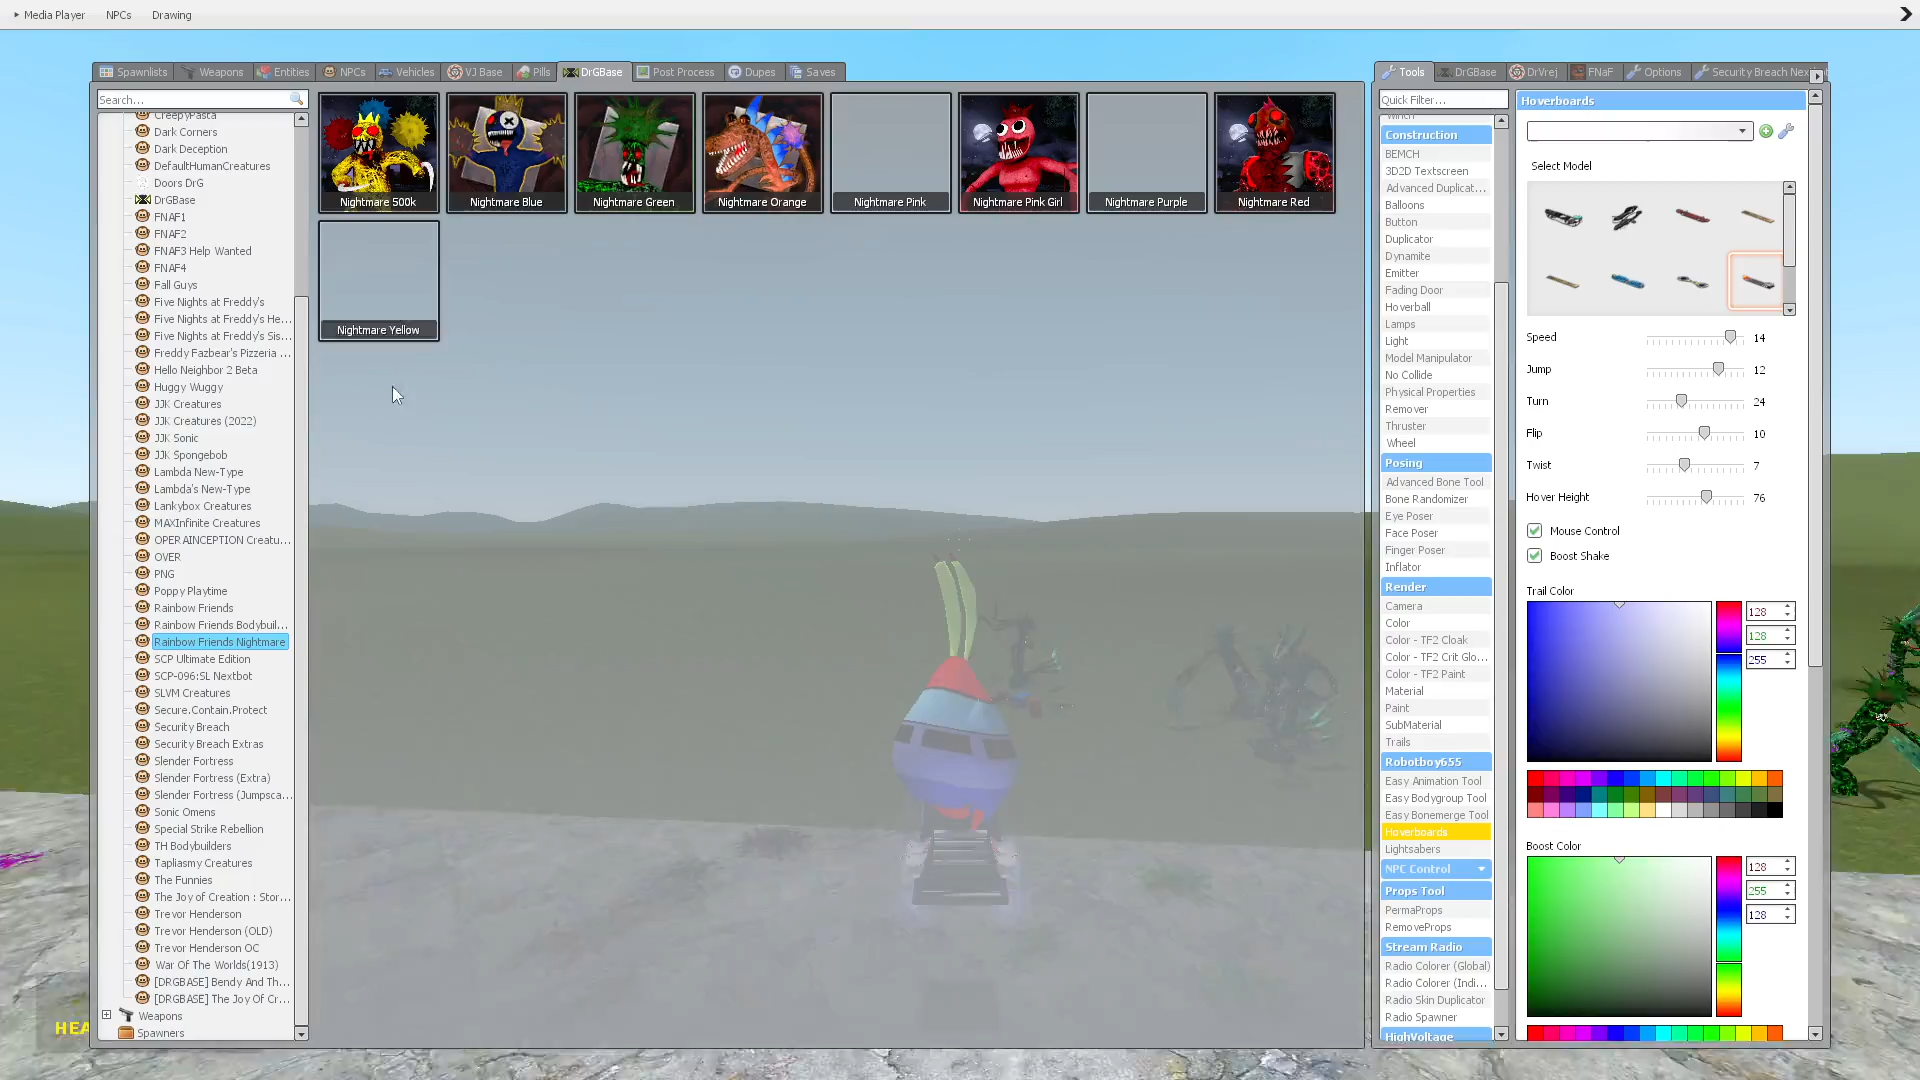 Media Player
NPCs
Drawing
Spawnlists
Weapons
Entities
NPCs
Vehicles
VJ Base
Pills
DrGBase
Post Process
Dupes
Saves
Search...
CreepyPasta
Dark Corners
Dark Deception
DefaultHumanCreatures
Doors DrG
DrGBase
FNAF1
FNAF2
FNAF3 Help Wanted
FNAF4
Fall Guys
Five Nights at Freddy's
Five Nights at Freddy's He...
Five Nights at Freddy's Sis...
Freddy Fazbear's Pizzeria ...
Hello Neighbor 2 Beta
Huggy Wuggy
JJK Creatures
JJK Creatures (2022)
JJK Sonic
JJK Spongebob
Lambda New-Type
Lambda's New-Type
Lankybox Creatures
MAXInfinite Creatures
OPERAINCEPTION Creatu...
OVER
PNG
Poppy Playtime
Rainbow Friends
Rainbow Friends Bodybuil...
Rainbow Friends Nightmare
SCP Ultimate Edition
SCP-096:SL Nextbot
SLVM Creatures
Secure.Contain.Protect
Security Breach
Security Breach Extras
Slender Fortress
Slender Fortress (Extra)
Slender Fortress (Jumpsca...
Sonic Omens
Special Strike Rebellion
TH Bodybuilders
Tapliasmy Creatures
The Funnies
The Joy of Creation : Stor...
Trevor Henderson
Trevor Henderson (OLD)
Trevor Henderson OC
War Of The Worlds(1913)
[DRGBASE] Bendy And Th...
[DRGBASE] The Joy Of Cr...
Weapons
Spawners
HEA
Nightmare 500k
Nightmare Blue
Nightmare Green
Nightmare Orange
Nightmare Pink
Nightmare Pink Girl
Nightmare Purple
Nightmare Red
Nightmare Yellow
Tools
DrGBase
DrVrej
FNaF
Options
Security Breach Nextbot
Quick Filter...
Winch
Construction
BEMCH
3D2D Textscreen
Advanced Duplicat...
Balloons
Button
Duplicator
Dynamite
Emitter
Fading Door
Hoverball
Lamps
Light
Model Manipulator
No Collide
Physical Properties
Remover
Thruster
Wheel
Posing
Advanced Bone Tool
Bone Randomizer
Eye Poser
Face Poser
Finger Poser
Inflator
Render
Camera
Color
Color - TF2 Cloak
Color - TF2 Crit Glo...
Color - TF2 Paint
Material
Paint
SubMaterial
Trails
Robotboy655
Easy Animation Tool
Easy Bodygroup Tool
Easy Bonemerge Tool
Hoverboards
Lightsabers
NPC Control
Props Tool
PermaProps
RemoveProps
Stream Radio
Radio Colorer (Global)
Radio Colorer (Indi...
Radio Skin Duplicator
Radio Spawner
HighVoltage
Hoverboards
Select Model
Speed 14
Jump 12
Turn 24
Flip 10
Twist 7
Hover Height 76
Mouse Control
Boost Shake
Trail Color
128
128
255
Boost Color
128
255
128